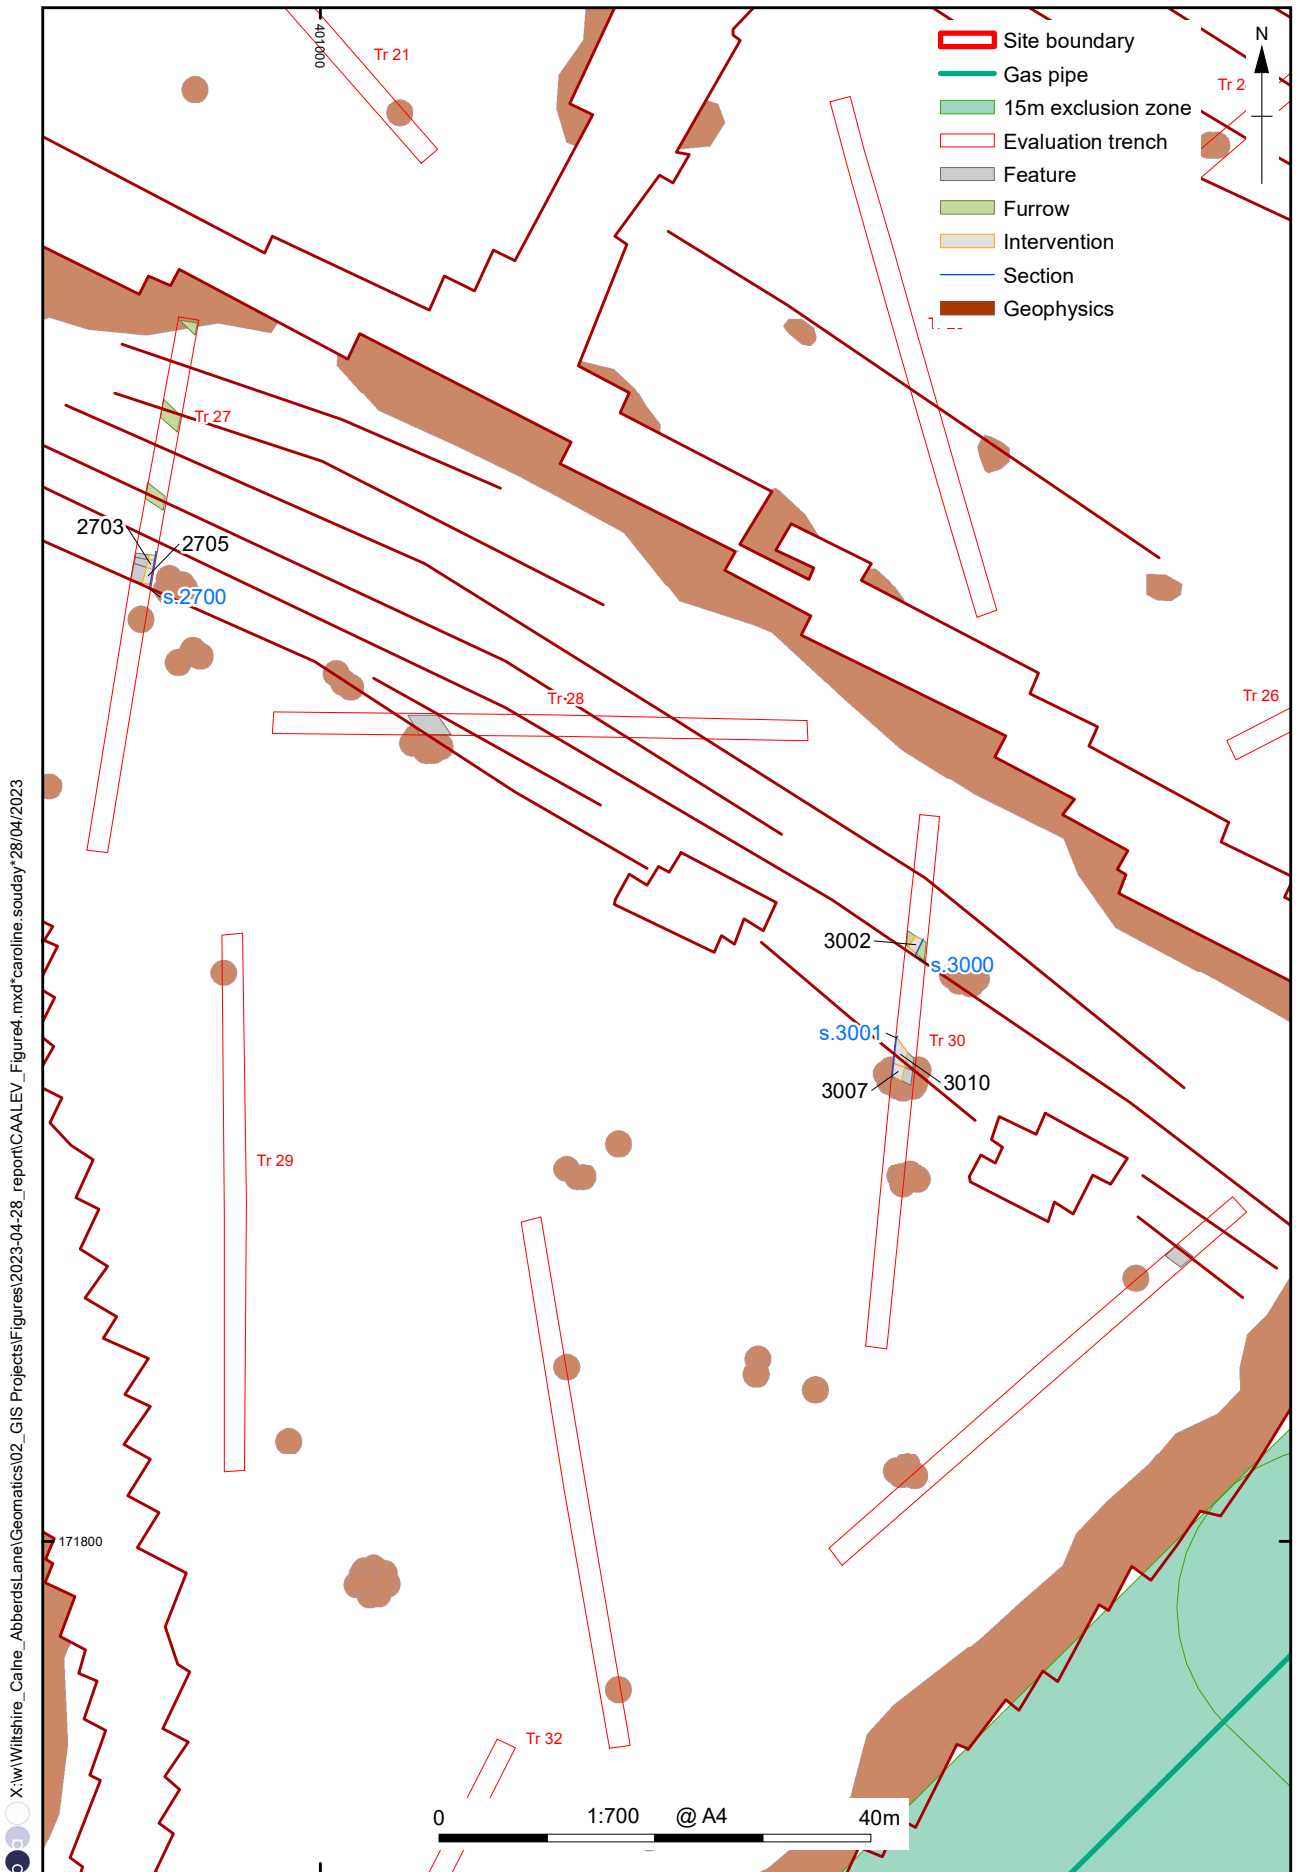 401000
Tr 21
Site boundary
Gas pipe
15m exclusion zone
Evaluation trench
Feature
Furrow
Intervention
Section
Geophysics
N
Tr 2
Tr 27
2703
2705
s.2700
Tr 28
Tr 26
3002
s.3000
s.3001
Tr 30
3007
3010
Tr 29
171800
Tr 32
0 1:700 @ A4 40m
X:\w\Wiltshire_Calne_AbberdsLane\Geomatics\02_GIS Projects\Figures\2023-04-28_report\CAALEV_Figure4.mxd*caroline.souday*28/04/2023